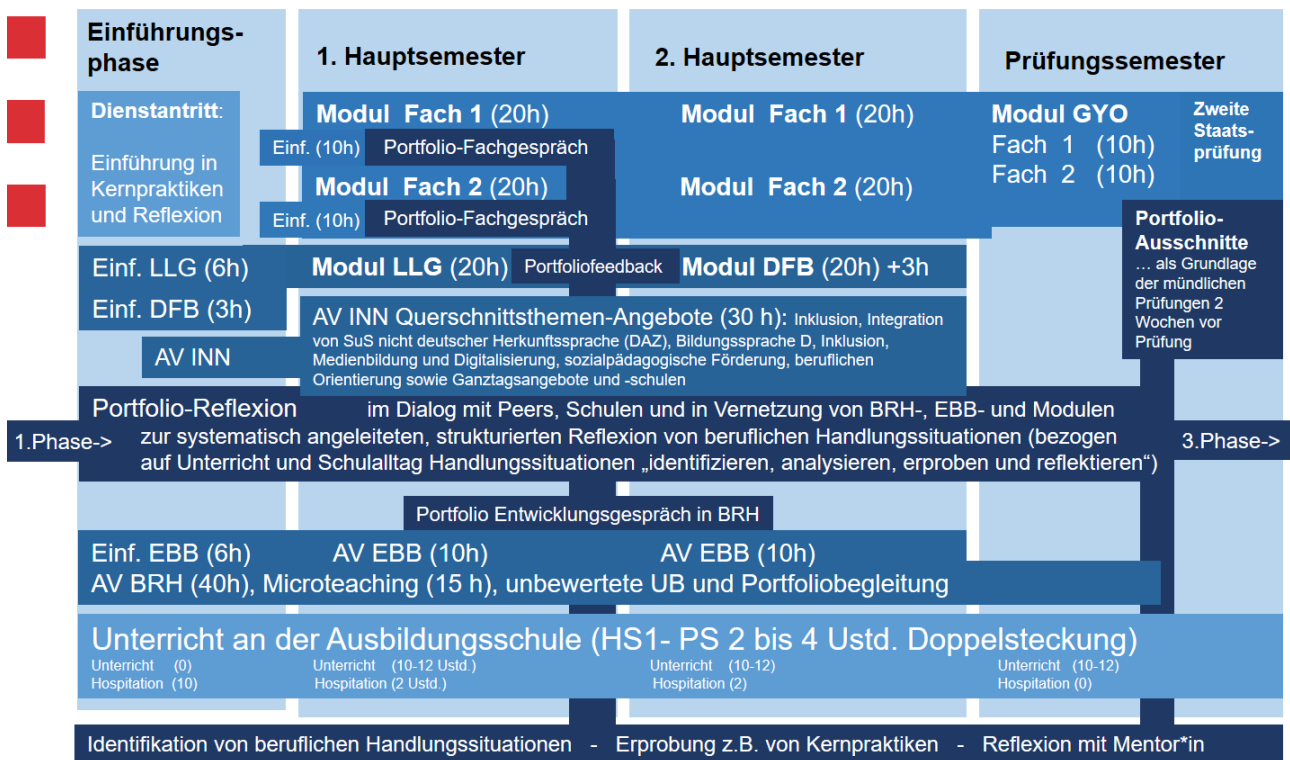 Einführungs-
phase
1. Hauptsemester
2. Hauptsemester
Prüfungssemester
Dienstantritt:
Einführung in
Kernpraktiken
und Reflexion
Modul Fach 1 (20h)
Einf. (10h)
Portfolio-Fachgespräch
Modul Fach 2 (20h)
Einf. (10h)
Portfolio-Fachgespräch
Modul Fach 1 (20h)
Modul Fach 2 (20h)
Modul GYO
Fach 1 (10h)
Fach 2 (10h)
Zweite
Staats-
prüfung
Portfolio-
Ausschnitte
… als Grundlage
der mündlichen
Prüfungen 2
Wochen vor
Prüfung
Einf. LLG (6h)
Einf. DFB (3h)
Modul LLG (20h)
Portfoliofeedback
Modul DFB (20h) +3h
AV INN
AV INN Querschnittsthemen-Angebote (30 h): Inklusion, Integration
von SuS nicht deutscher Herkunftssprache (DAZ), Bildungssprache D, Inklusion,
Medienbildung und Digitalisierung, sozialpädagogische Förderung, beruflichen
Orientierung sowie Ganztagsangebote und -schulen
Portfolio-Reflexion im Dialog mit Peers, Schulen und in Vernetzung von BRH-, EBB- und Modulen
1.Phase-> zur systematisch angeleiteten, strukturierten Reflexion von beruflichen Handlungssituationen (bezogen
auf Unterricht und Schulalltag Handlungssituationen „identifizieren, analysieren, erproben und reflektieren“)
3.Phase->
Portfolio Entwicklungsgespräch in BRH
Einf. EBB (6h) AV EBB (10h) AV EBB (10h)
AV BRH (40h), Microteaching (15 h), unbewertete UB und Portfoliobegleitung
Unterricht an der Ausbildungsschule (HS1- PS 2 bis 4 Ustd. Doppelsteckung)
Unterricht (0)
Hospitation (10)
Unterricht (10-12 Ustd.)
Hospitation (2 Ustd.)
Unterricht (10-12)
Hospitation (2)
Unterricht (10-12)
Hospitation (0)
Identifikation von beruflichen Handlungssituationen - Erprobung z.B. von Kernpraktiken - Reflexion mit Mentor*in